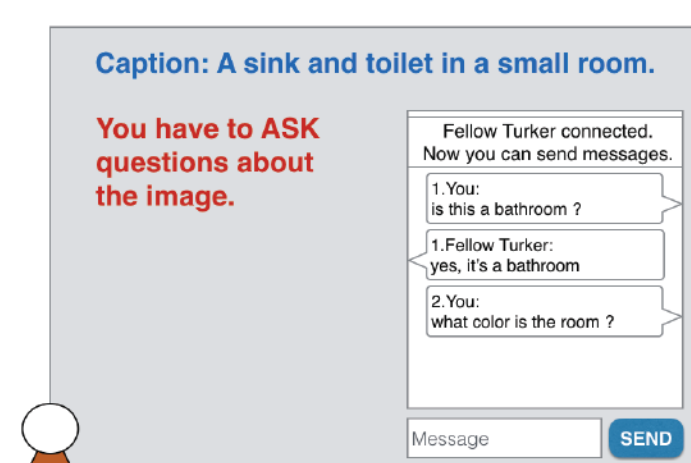 Caption: A sink and toilet in a small room.
You have to ASK
questions about
the image.
Fellow Turker connected.
Now you can send messages.
1.You:
is this a bathroom ?
1.Fellow Turker:
yes, it's a bathroom
2.You:
what color is the room ?
Message
SEND